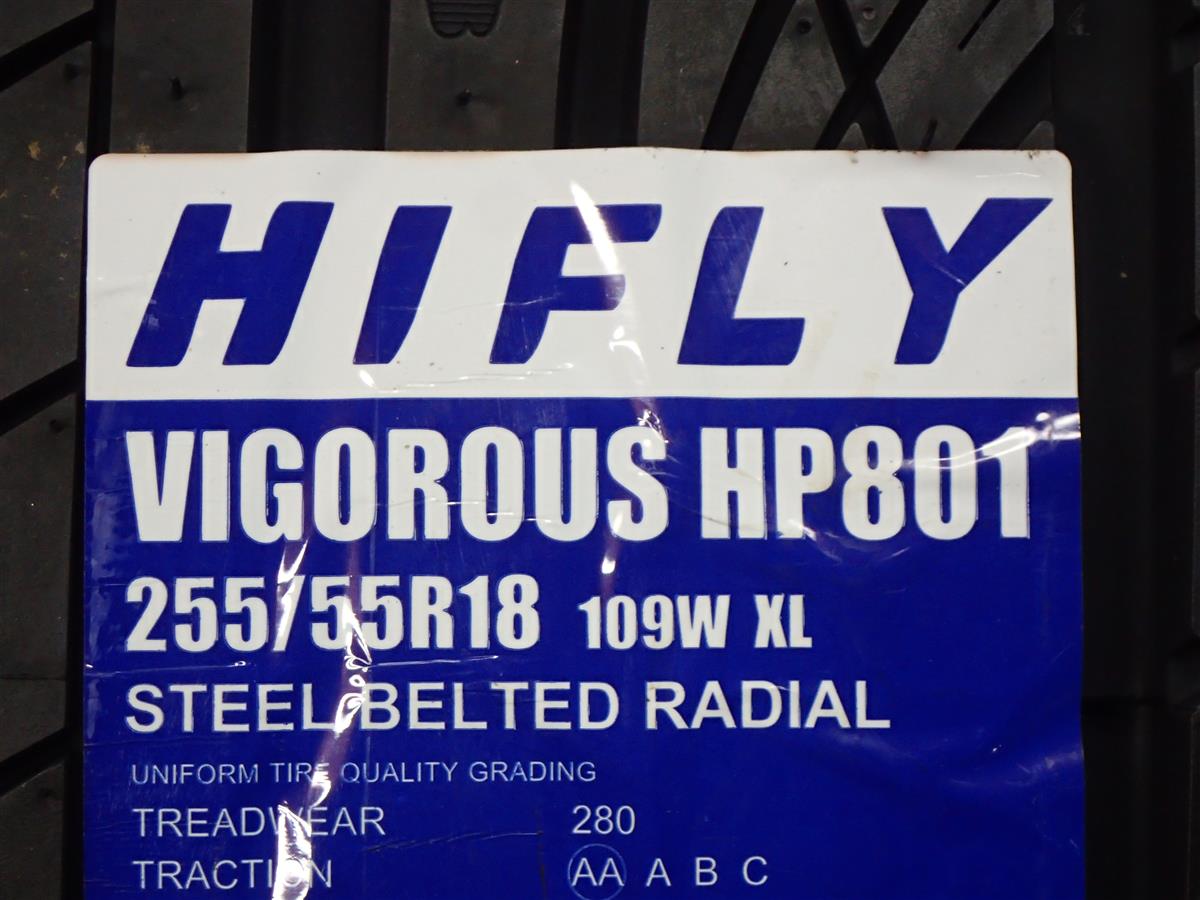 HIFLY
VIGOROUS HP801
255/55R18 109W XL
STEEL BELTED RADIAL
UNIFORM TIRE QUALITY GRADING
TREADWEAR 280
TRACTION AA A B C